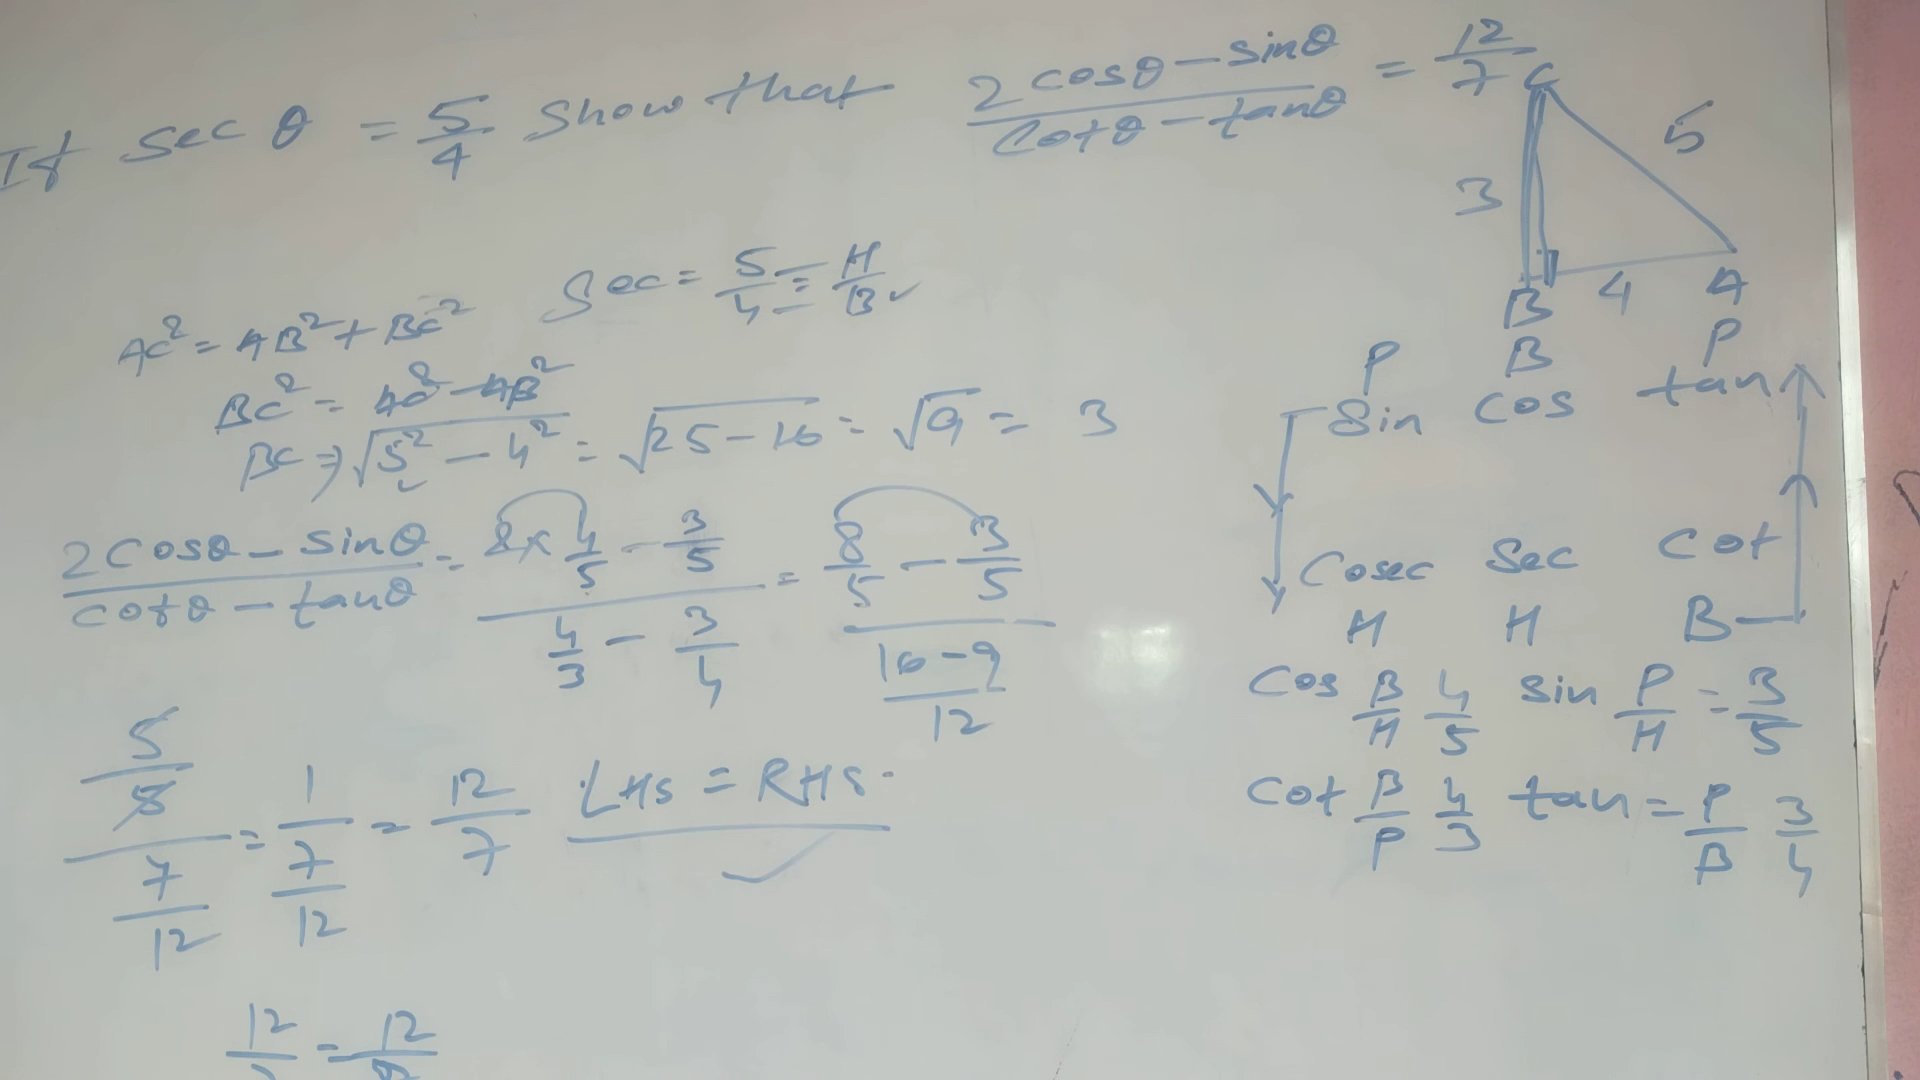 If sec θ = 5/4 show that (2 cosθ − sinθ)/(cotθ − tanθ) = 12/7
C
3
5
B 4 A
Sec = 5/4 = H/B
AC² = AB² + BC²
BC² = AC² − AB²
BC ⇒ √(5² − 4²) = √(25−16) = √9 = 3
P B P
Sin cos tan
Cosec Sec Cot
H H B
(2cosθ − sinθ)/(cotθ − tanθ) = (2×4/5 − 3/5)/(4/3 − 3/4) = (8/5 − 3/5)/((16−9)/12)
Cos B/H 4/5 sin P/H = 3/5
Cot B/P 4/3 tan = P/B 3/4
(5/5)/(7/12) = 1/(7/12) = 12/7 LHS = RHS.
12/7 = 12/7